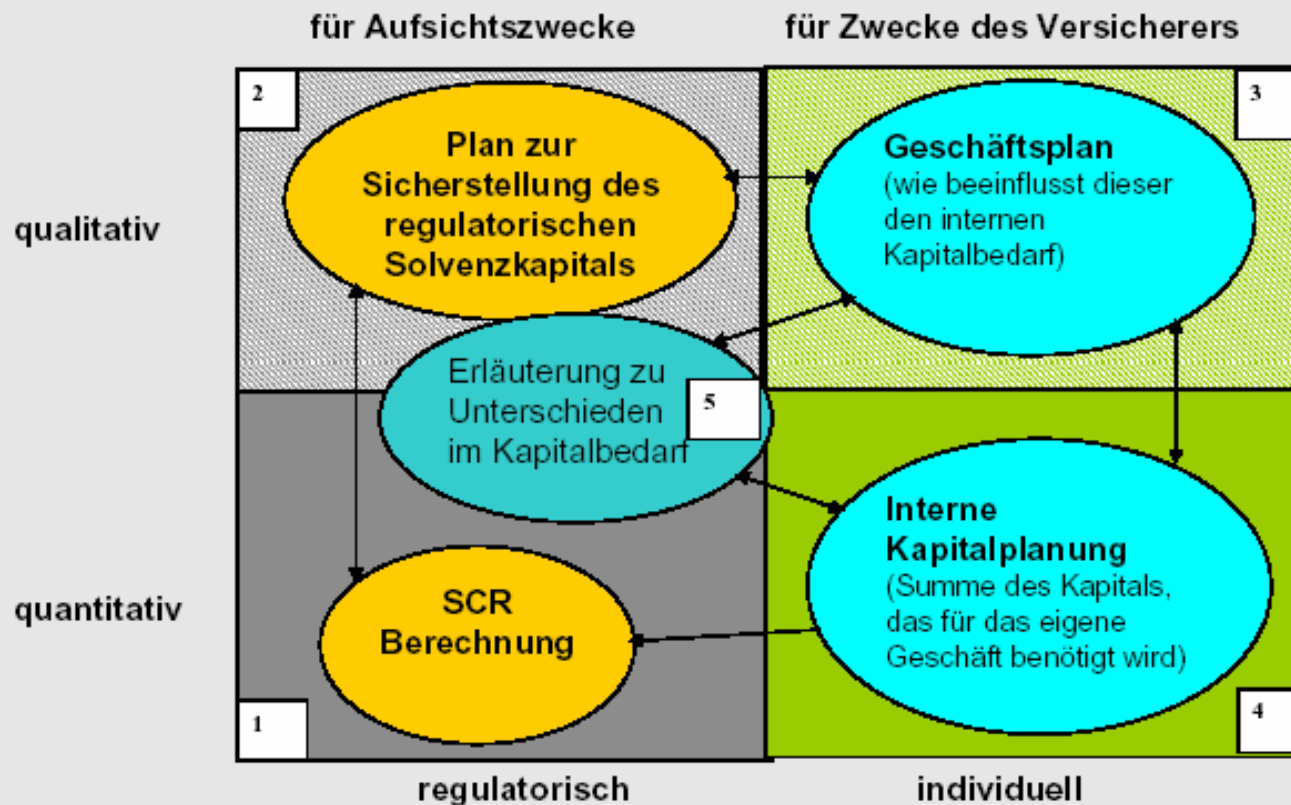 für Aufsichtszwecke
für Zwecke des Versicherers
2
3
Plan zur
Sicherstellung des
regulatorischen
Solvenzkapitals
Geschäftsplan
(wie beeinflusst dieser
den internen
Kapitalbedarf)
qualitativ
Erläuterung zu
Unterschieden
im Kapitalbedarf
5
Interne
Kapitalplanung
(Summe des Kapitals,
das für das eigene
Geschäft benötigt wird)
quantitativ
SCR
Berechnung
1
4
regulatorisch
individuell